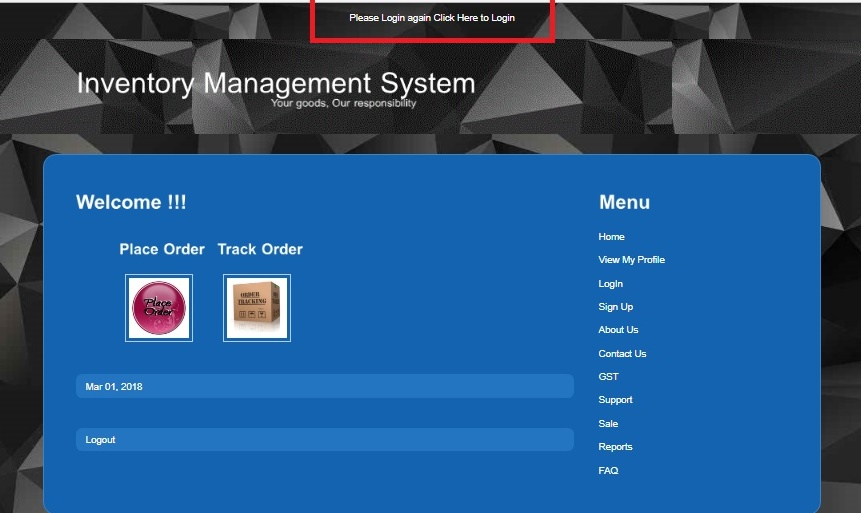 Please Login again Click Here to Login
Inventory Management System
Your goods, Our responsibility
Welcome !!!
Place Order Track Order
Place
Order
ORDER
TRACKING
Mar 01, 2018
Logout
Menu
Home
View My Profile
LogIn
Sign Up
About Us
Contact Us
GST
Support
Sale
Reports
FAQ